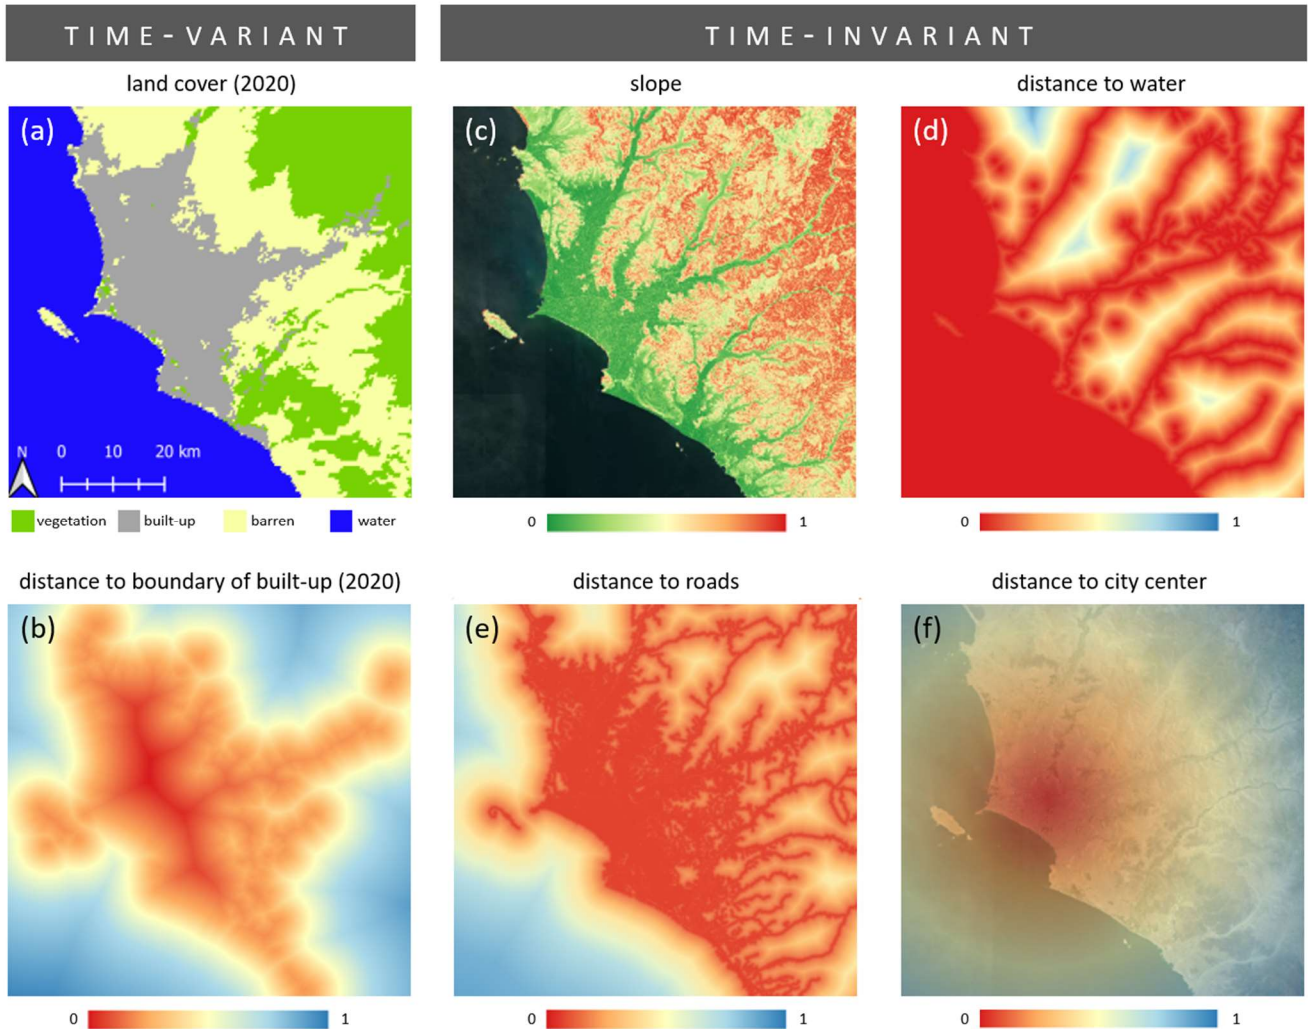 TIME-VARIANT
TIME-INVARIANT
land cover (2020)
slope
distance to water
(a)
(c)
(d)
N
0 10 20 km
vegetation built-up barren water
0 1
0 1
distance to boundary of built-up (2020)
distance to roads
distance to city center
(b)
(e)
(f)
0 1
0 1
0 1